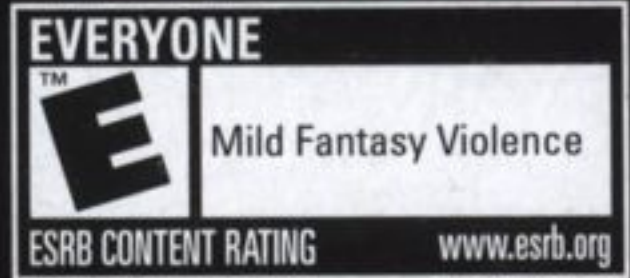 EVERYONE
TM
E
Mild Fantasy Violence
ESRB CONTENT RATING www.esrb.org